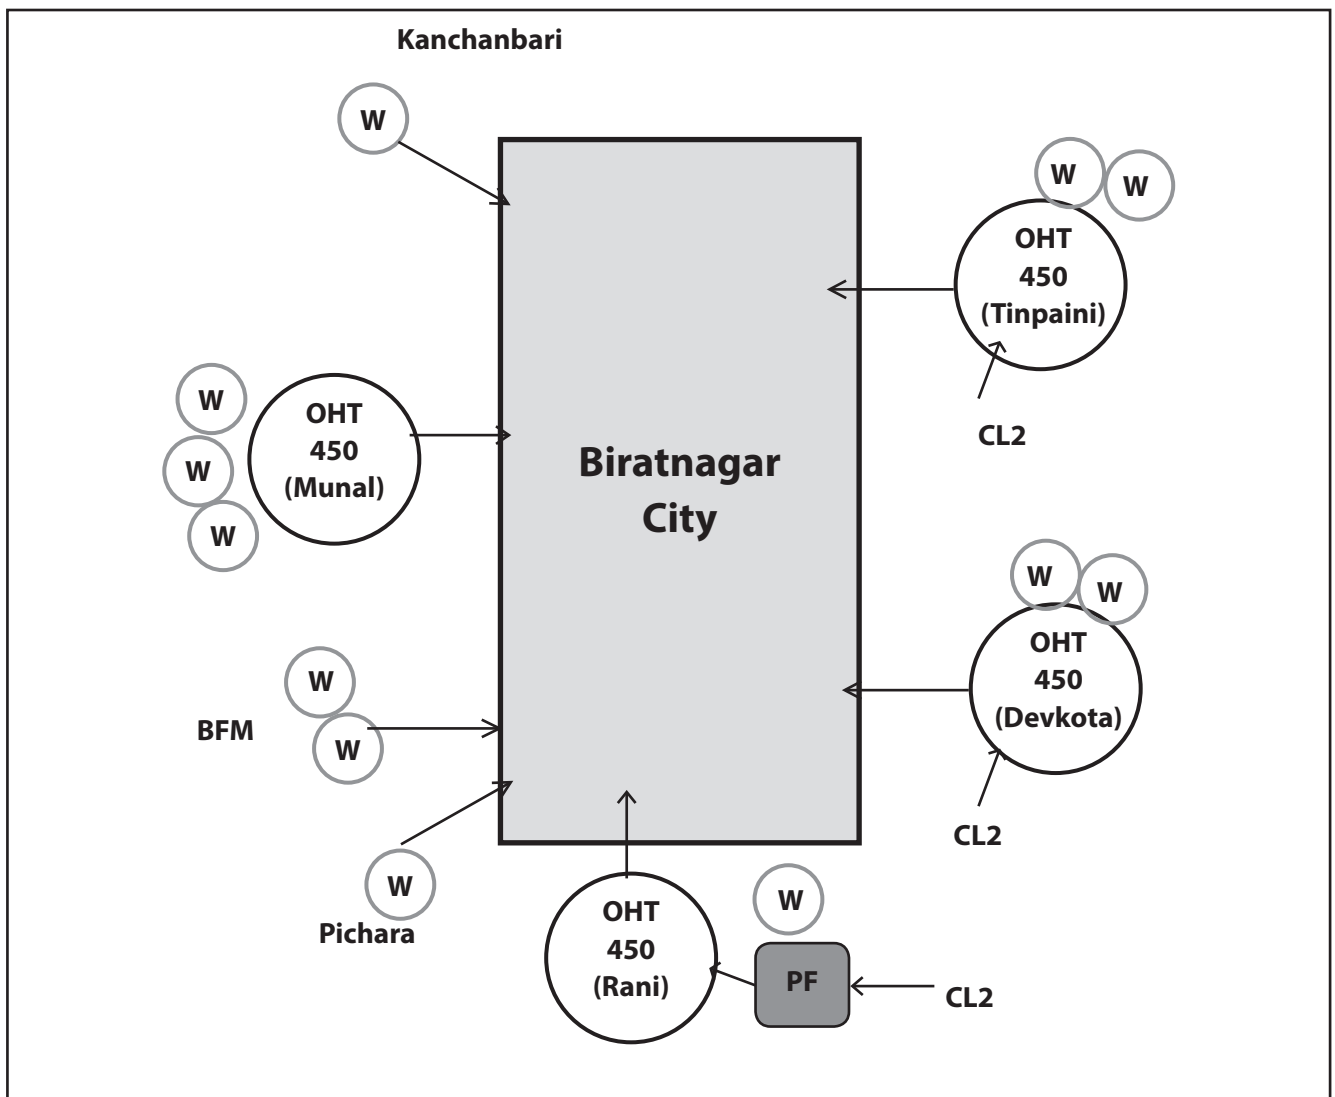 Kanchanbari
W
W
W
OHT
450
(Tinpaini)
CL2
W
W
W
OHT
450
(Munal)
Biratnagar
City
W
W
OHT
450
(Devkota)
CL2
BFM
W
W
W
Pichara
OHT
450
(Rani)
W
PF
CL2